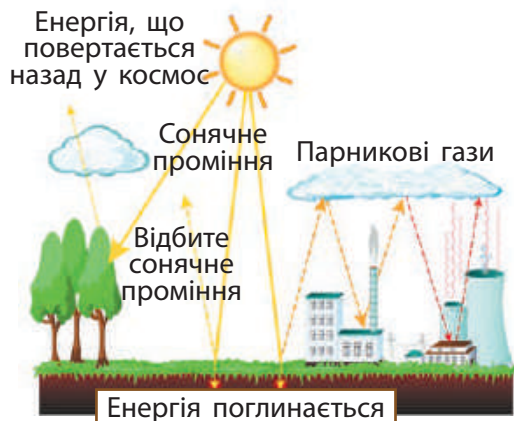 Енергія, що
повертається
назад у космос
Сонячне
проміння
Парникові гази
Відбите
сонячне
проміння
Енергія поглинається